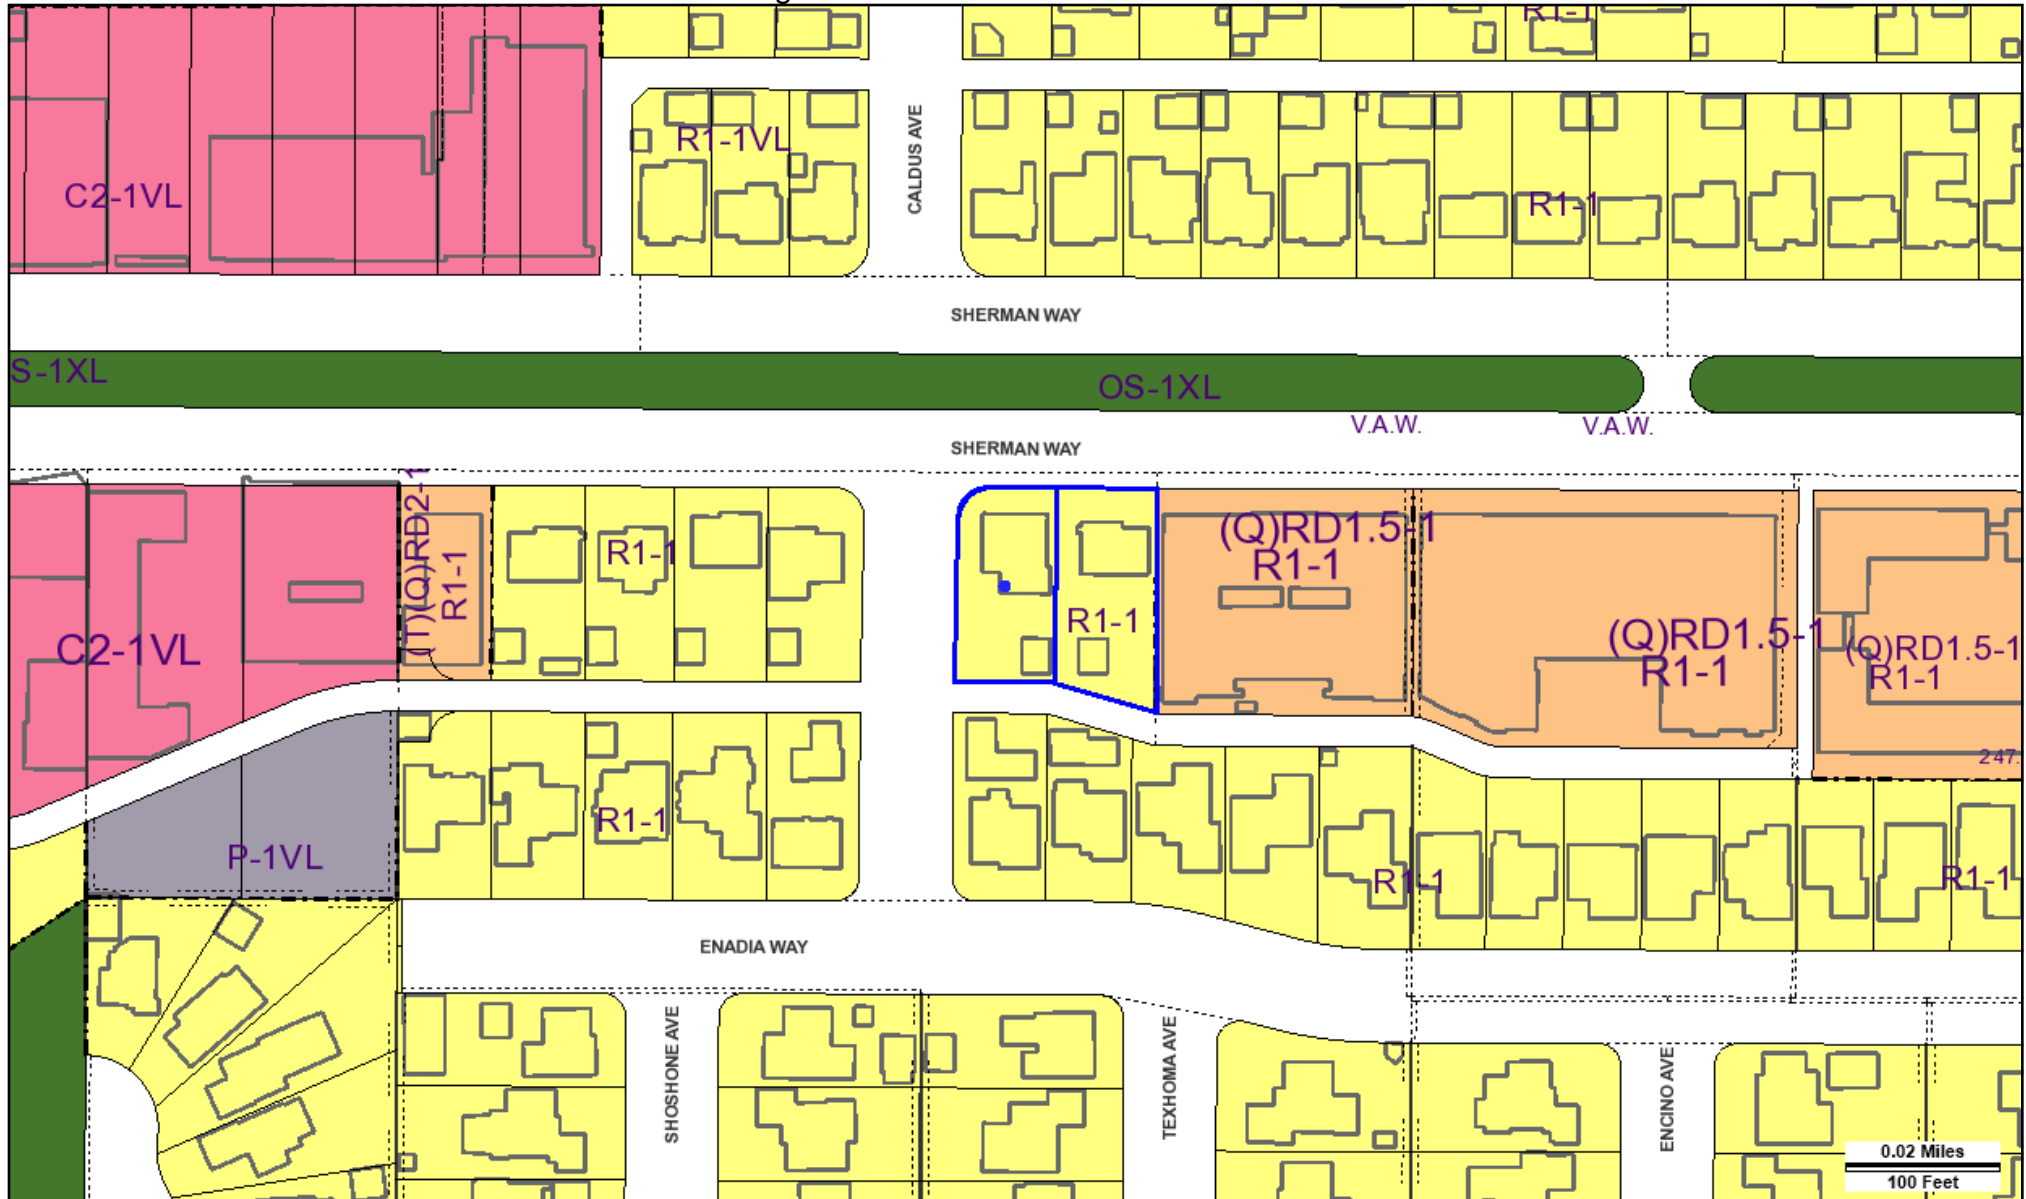 R1-1
R1-1VL
C2-1VL
CALDUS AVE
R1-1
SHERMAN WAY
S-1XL
OS-1XL
V.A.W.
V.A.W.
SHERMAN WAY
(T)(Q)RD2-1
R1-1
R1-1
R1-1
(Q)RD1.5-1
R1-1
(Q)RD1.5-1
R1-1
(Q)RD1.5-1
R1-1
C2-1VL
247.
R1-1
P-1VL
R1-1
R1-1
ENADIA WAY
SHOSHONE AVE
TEXHOMA AVE
ENCINO AVE
0.02 Miles
100 Feet